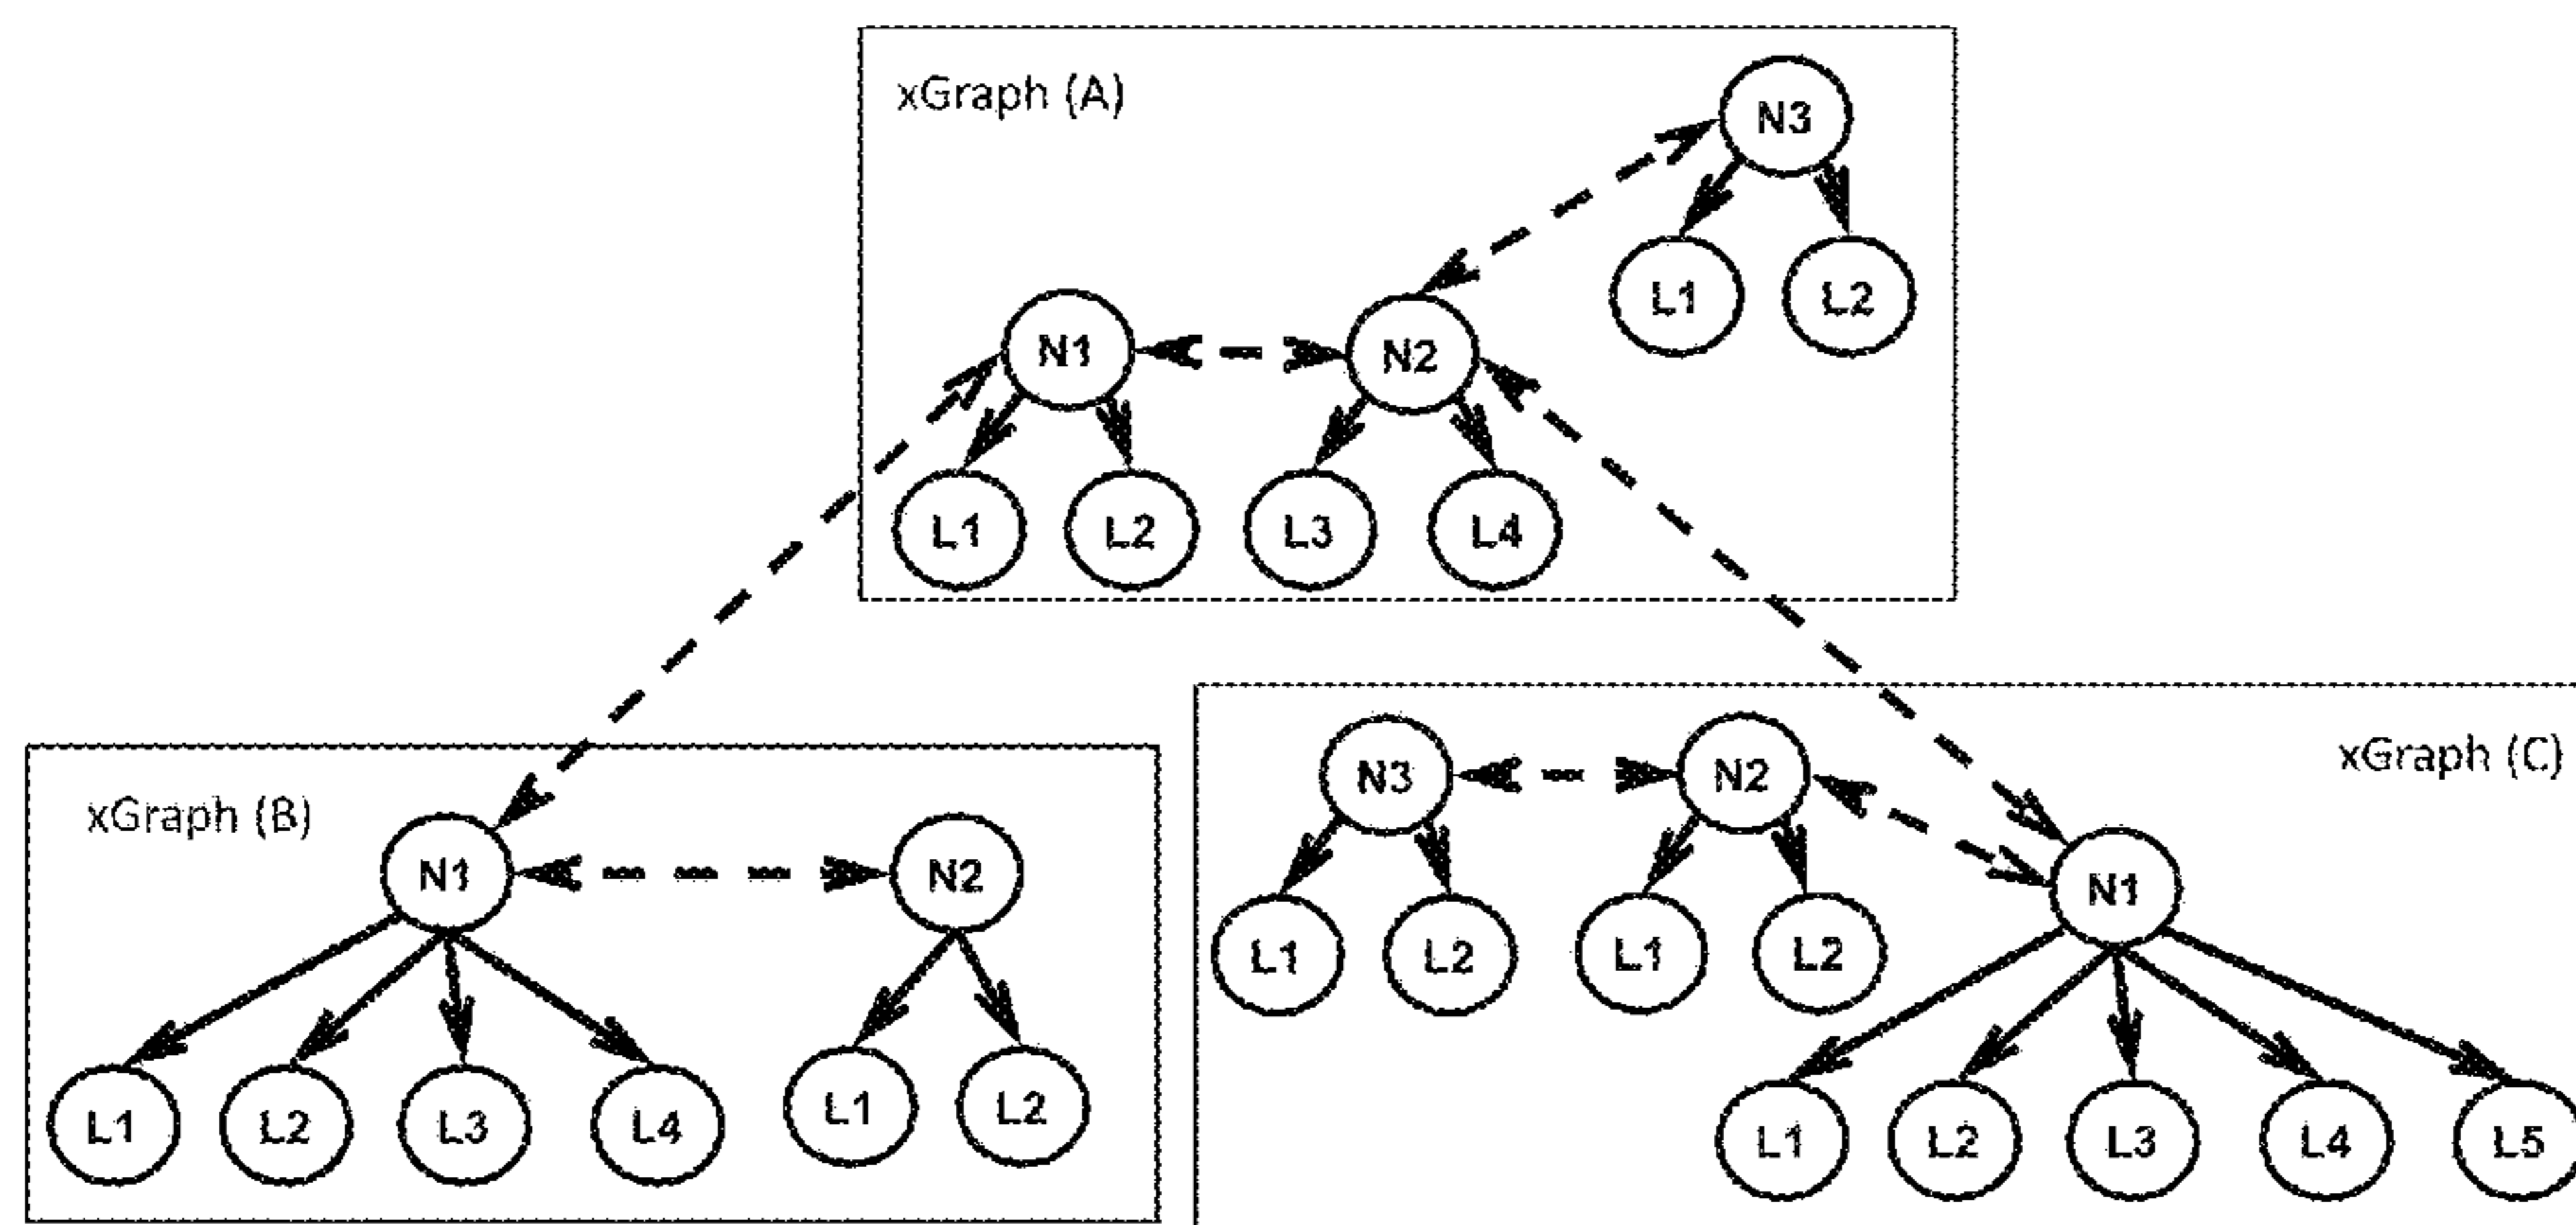 xGraph (A)
N3
L1 L2
N1 N2
L1 L2 L3 L4
xGraph (B)
N1 N2
L1 L2 L3 L4 L1 L2
xGraph (C)
N3 N2 N1
L1 L2 L1 L2
L1 L2 L3 L4 L5